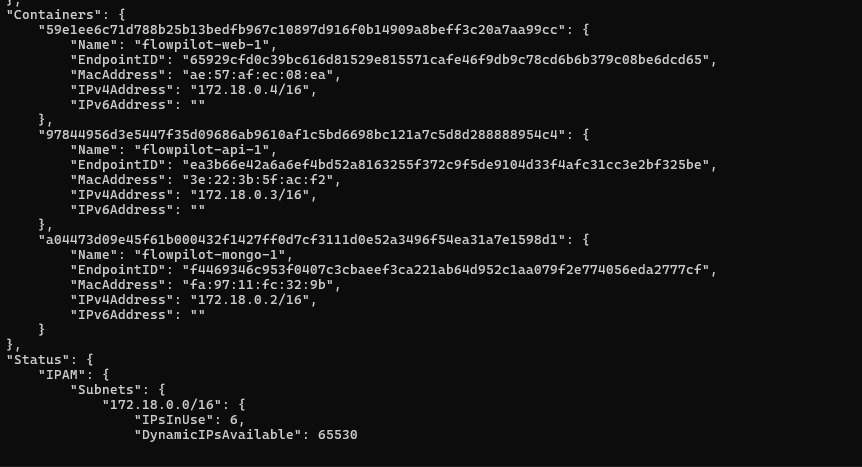 },
"Containers": {
"59e1ee6c71d788b25b13bedfb967c10897d916f0b14909a8beff3c20a7aa99cc": {
"Name": "flowpilot-web-1",
"EndpointID": "65929cfd0c39bc616d81529e815571cafe46f9db9c78cd6b6b379c08be6dcd65",
"MacAddress": "ae:57:af:ec:08:ea",
"IPv4Address": "172.18.0.4/16",
"IPv6Address": ""
},
"97844956d3e5447f35d09686ab9610af1c5bd6698bc121a7c5d8d288888954c4": {
"Name": "flowpilot-api-1",
"EndpointID": "ea3b66e42a6a6ef4bd52a8163255f372c9f5de9104d33f4afc31cc3e2bf325be",
"MacAddress": "3e:22:3b:5f:ac:f2",
"IPv4Address": "172.18.0.3/16",
"IPv6Address": ""
},
"a04473d09e45f61b000432f1427ff0d7cf3111d0e52a3496f54ea31a7e1598d1": {
"Name": "flowpilot-mongo-1",
"EndpointID": "f4469346c953f0407c3cbaeef3ca221ab64d952c1aa079f2e774056eda2777cf",
"MacAddress": "fa:97:11:fc:32:9b",
"IPv4Address": "172.18.0.2/16",
"IPv6Address": ""
}
},
"Status": {
"IPAM": {
"Subnets": {
"172.18.0.0/16": {
"IPsInUse": 6,
"DynamicIPsAvailable": 65530